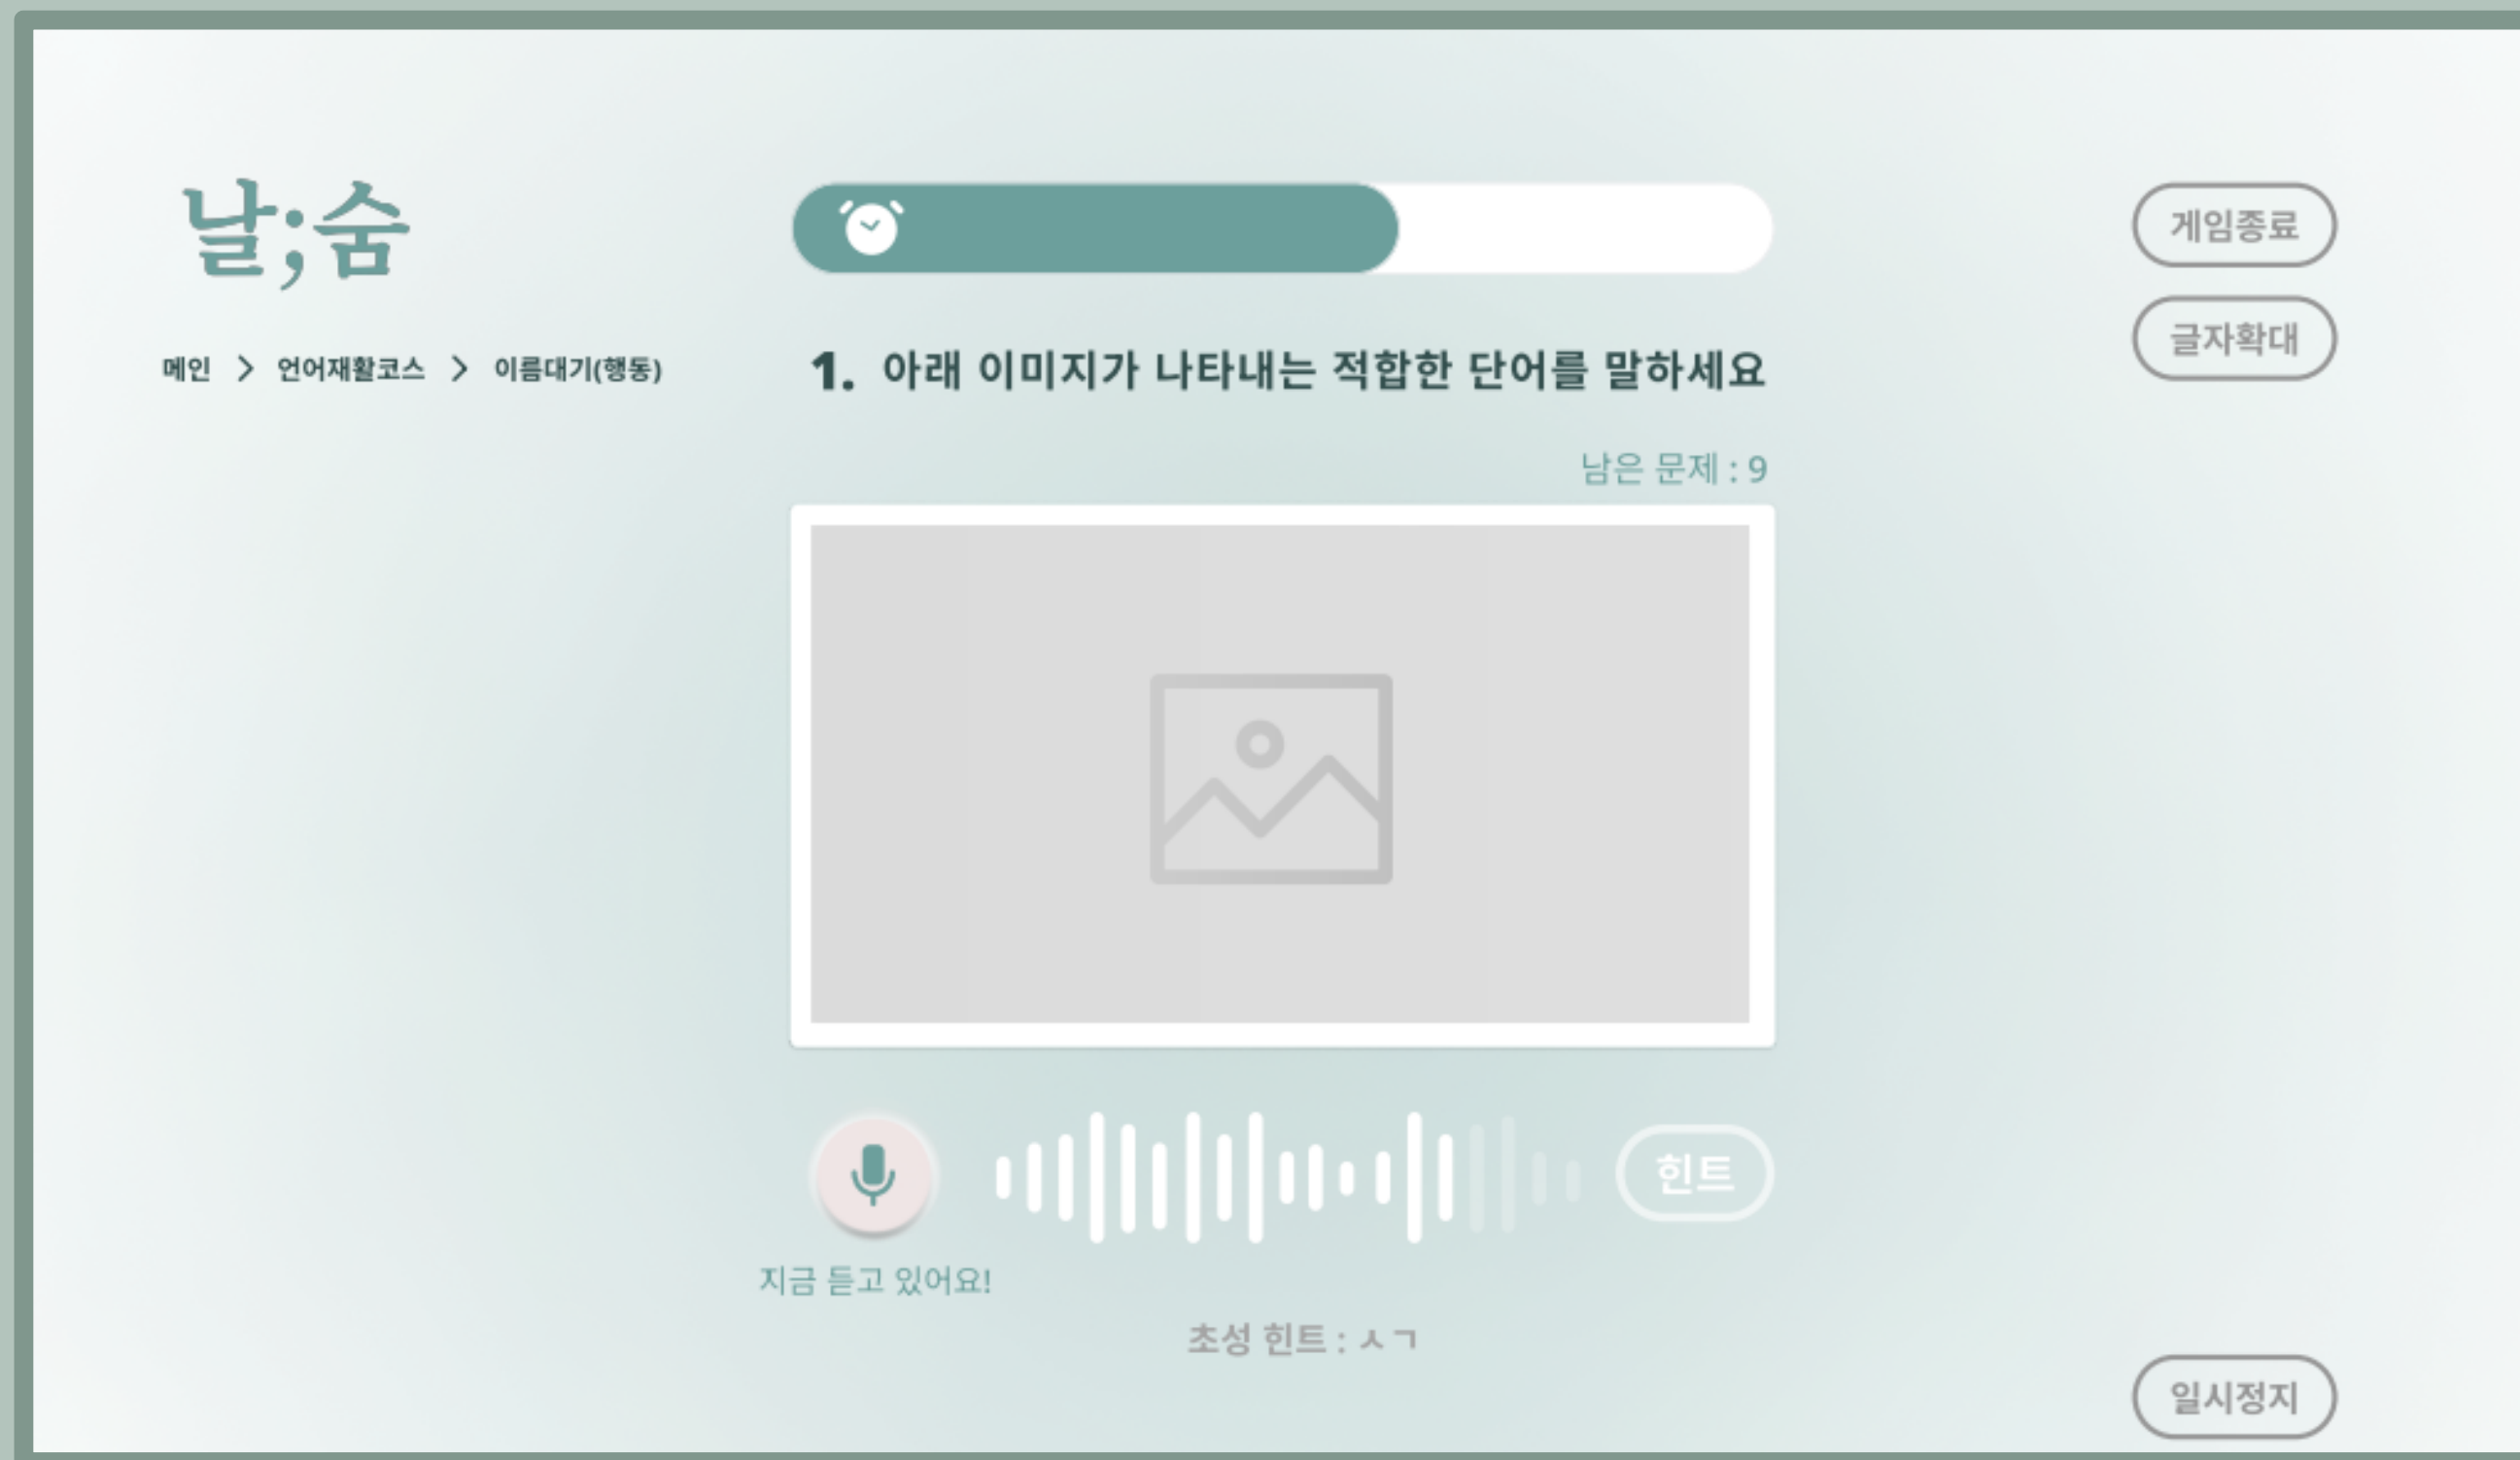 날;숨
게임종료
글자확대
메인 > 언어재활코스 > 이름대기(행동)
1. 아래 이미지가 나타내는 적합한 단어를 말하세요
남은 문제 : 9
힌트
지금 듣고 있어요!
초성 힌트 : ㅅㄱ
일시정지